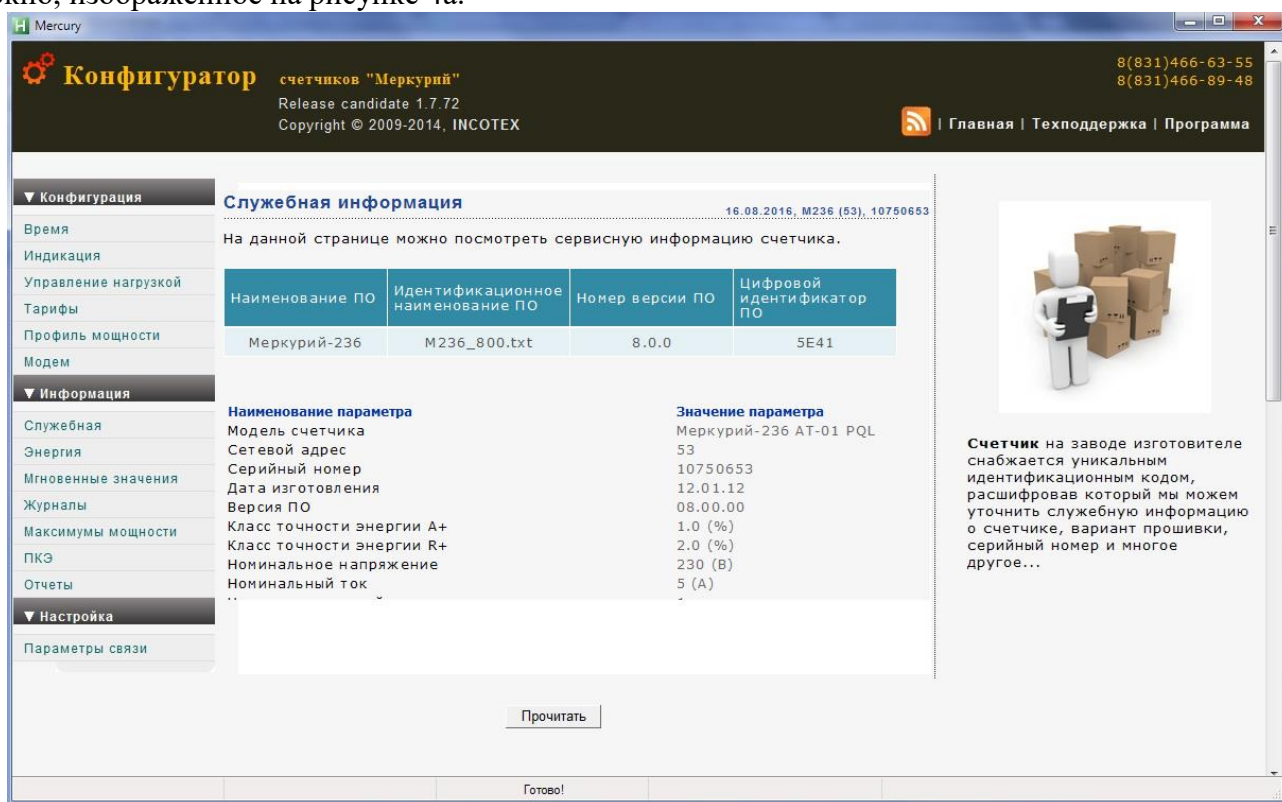 изображенное на рисунке 4а.
Mercury
Конфигуратор счетчиков "Меркурий"
Release candidate 1.7.72
Copyright © 2009-2014, INCOTEX
8(831)466-63-55
8(831)466-89-48
| Главная | Техподдержка | Программа
▼ Конфигурация
Время
Индикация
Управление нагрузкой
Тарифы
Профиль мощности
Модем
▼ Информация
Служебная
Энергия
Мгновенные значения
Журналы
Максимумы мощности
ПКЭ
Отчеты
▼ Настройка
Параметры связи
Служебная информация
16.08.2016, M236 (53), 10750653
На данной странице можно посмотреть сервисную информацию счетчика.
Наименование ПО Идентификационное наименование ПО Номер версии ПО Цифровой идентификатор ПО
Меркурий-236 M236_800.txt 8.0.0 5E41
Наименование параметра Значение параметра
Модель счетчика Меркурий-236 AT-01 PQL
Сетевой адрес 53
Серийный номер 10750653
Дата изготовления 12.01.12
Версия ПО 08.00.00
Класс точности энергии А+ 1.0 (%)
Класс точности энергии R+ 2.0 (%)
Номинальное напряжение 230 (В)
Номинальный ток 5 (А)
Счетчик на заводе изготовителе
снабжается уникальным
идентификационным кодом,
расшифровав который мы можем
уточнить служебную информацию
о счетчике, вариант прошивки,
серийный номер и многое
другое...
Прочитать
Готово!